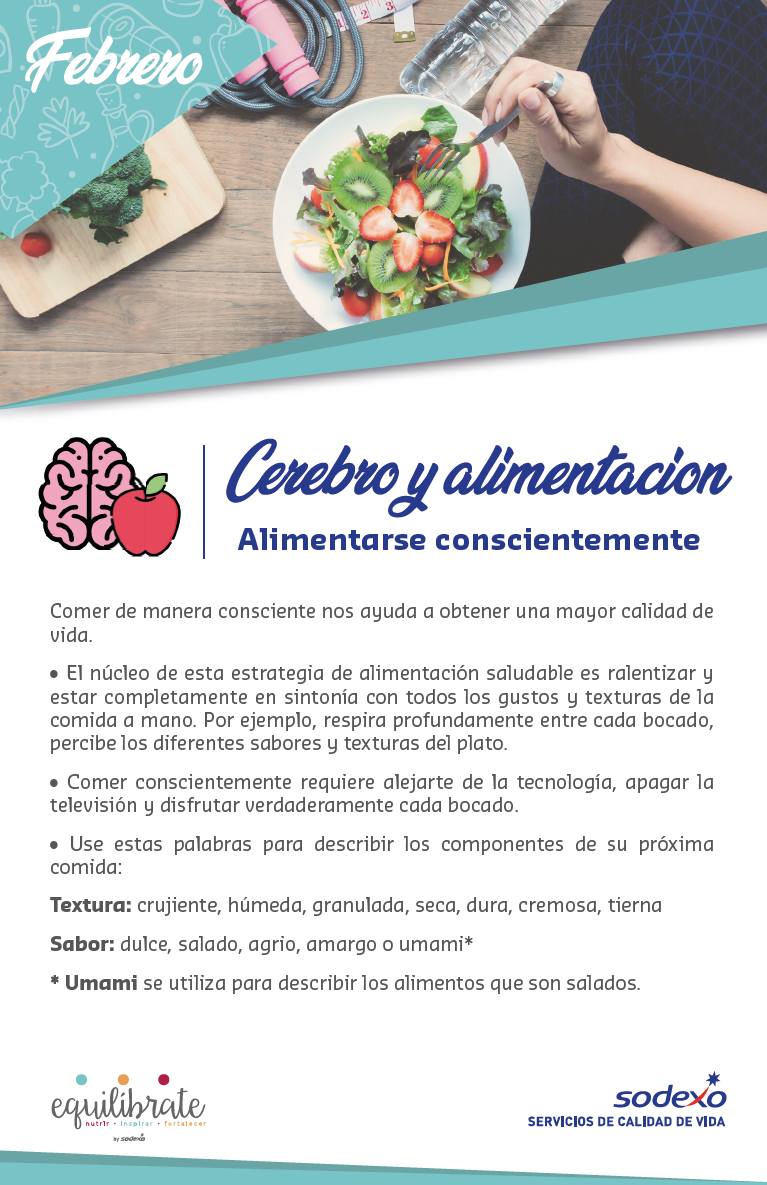 Febrero
Cerebro y alimentacion
Alimentarse conscientemente
Comer de manera consciente nos ayuda a obtener una mayor calidad de
vida.
• El núcleo de esta estrategia de alimentación saludable es ralentizar y
estar completamente en sintonía con todos los gustos y texturas de la
comida a mano. Por ejemplo, respira profundamente entre cada bocado,
percibe los diferentes sabores y texturas del plato.
• Comer conscientemente requiere alejarte de la tecnología, apagar la
televisión y disfrutar verdaderamente cada bocado.
• Use estas palabras para describir los componentes de su próxima
comida:
Textura: crujiente, húmeda, granulada, seca, dura, cremosa, tierna
Sabor: dulce, salado, agrio, amargo o umami*
* Umami se utiliza para describir los alimentos que son salados.
equilibrate
nutrir • inspirar • fortalecer
by sodexo
sodexo
SERVICIOS DE CALIDAD DE VIDA